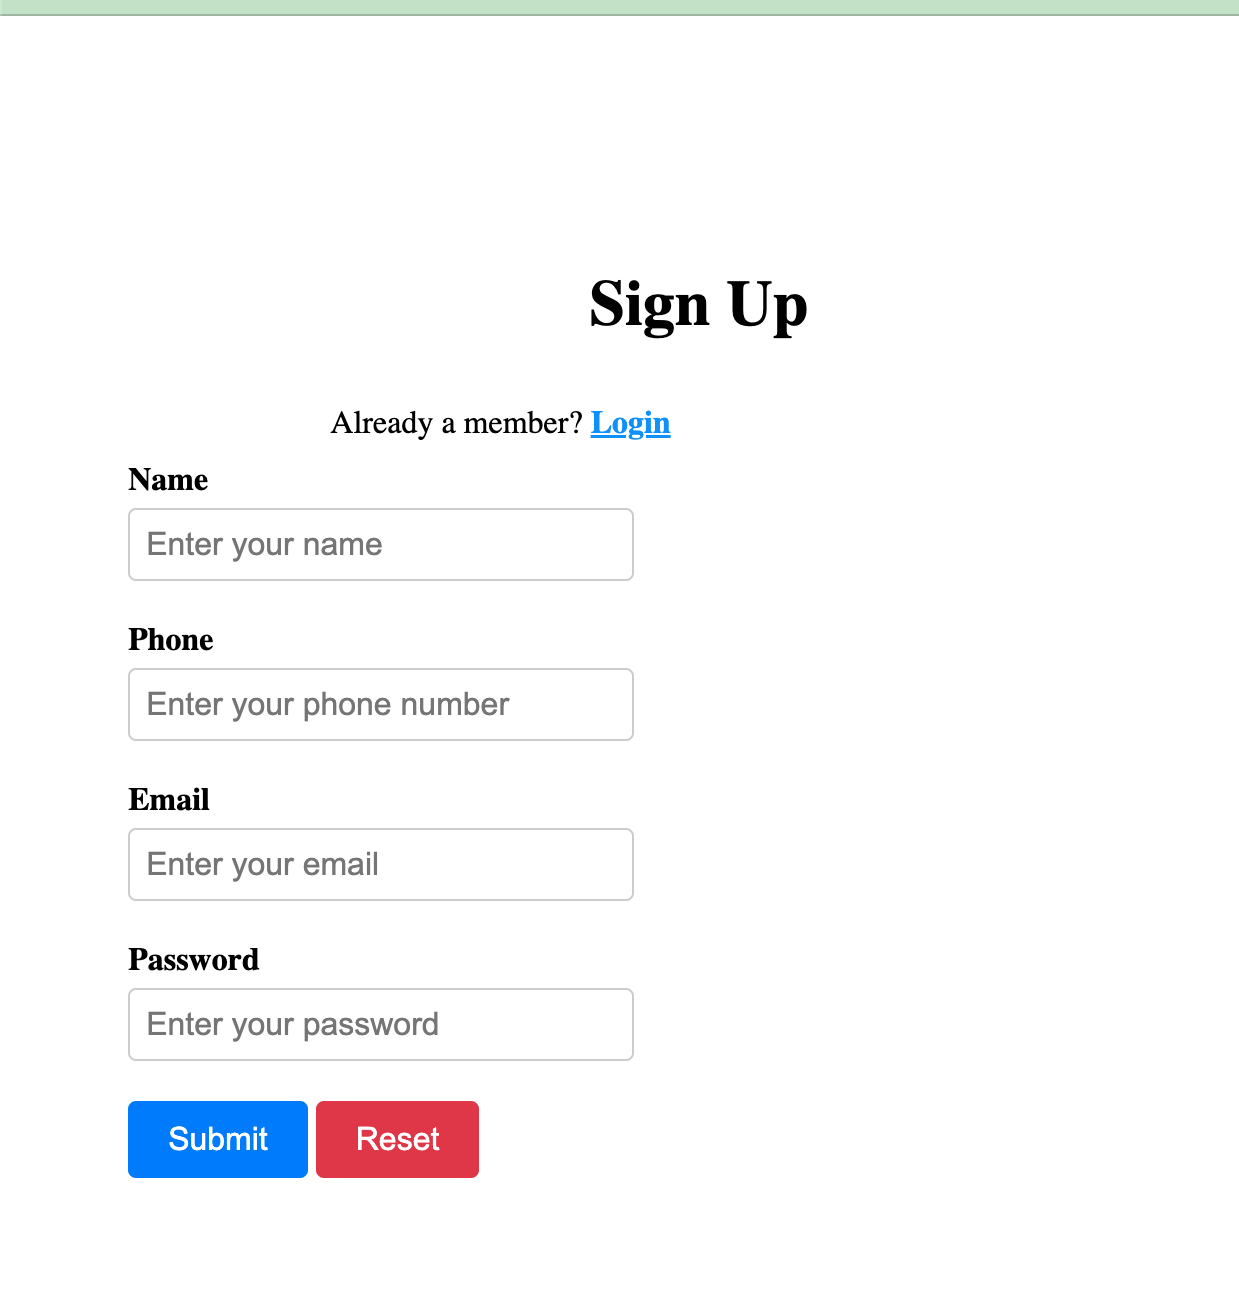 Sign Up
Already a member? Login
Name
Enter your name
Phone
Enter your phone number
Email
Enter your email
Password
Enter your password
Submit Reset